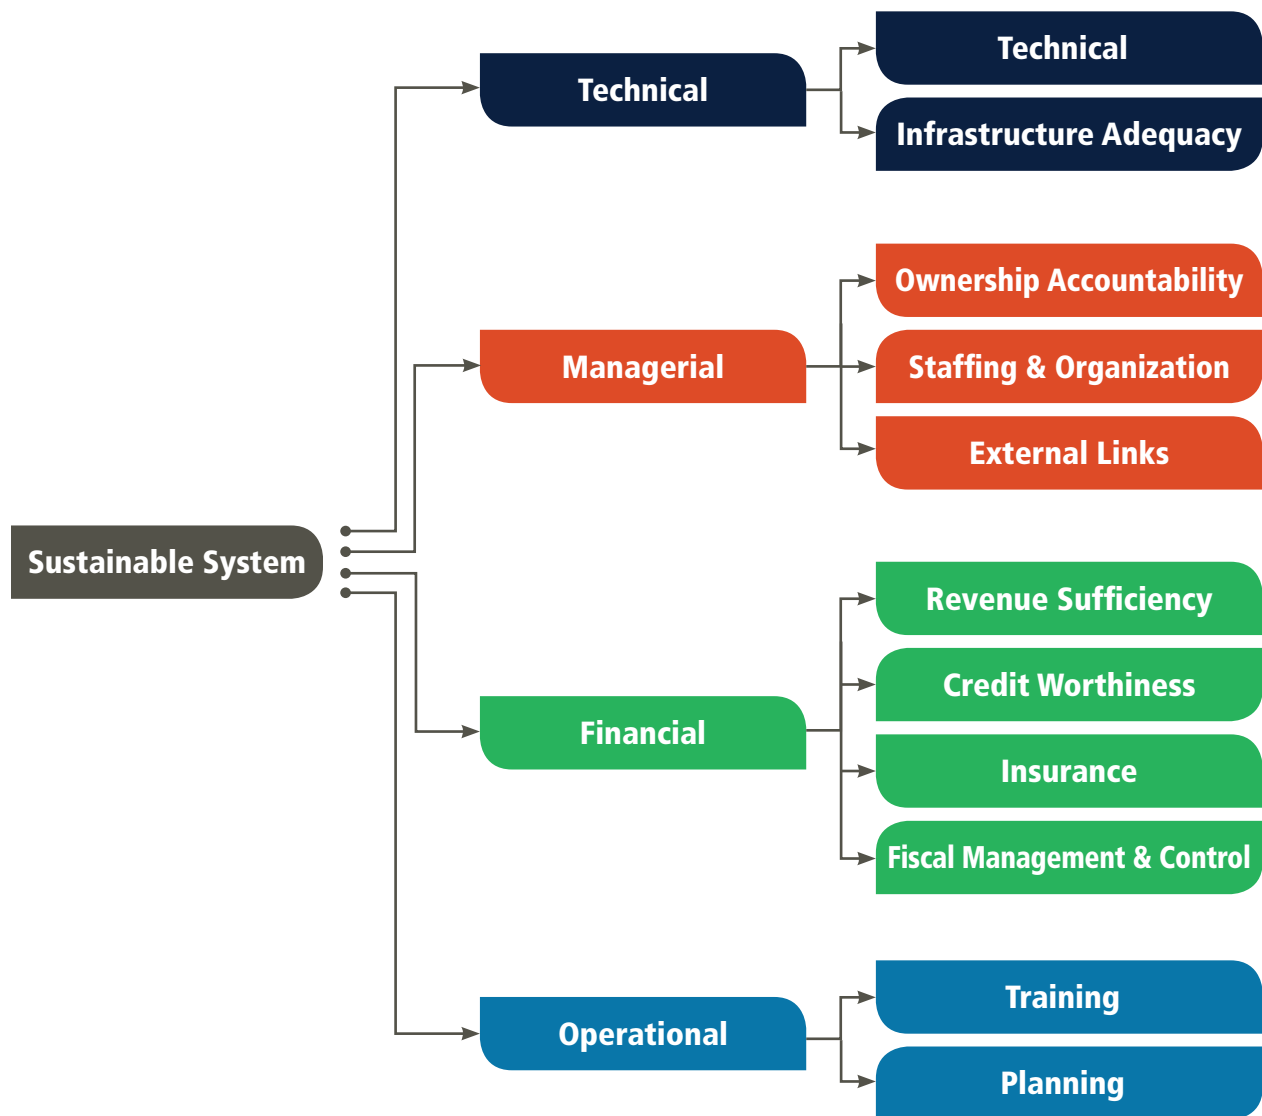 Sustainable System
Technical
Technical
Infrastructure Adequacy
Managerial
Ownership Accountability
Staffing & Organization
External Links
Financial
Revenue Sufficiency
Credit Worthiness
Insurance
Fiscal Management & Control
Operational
Training
Planning